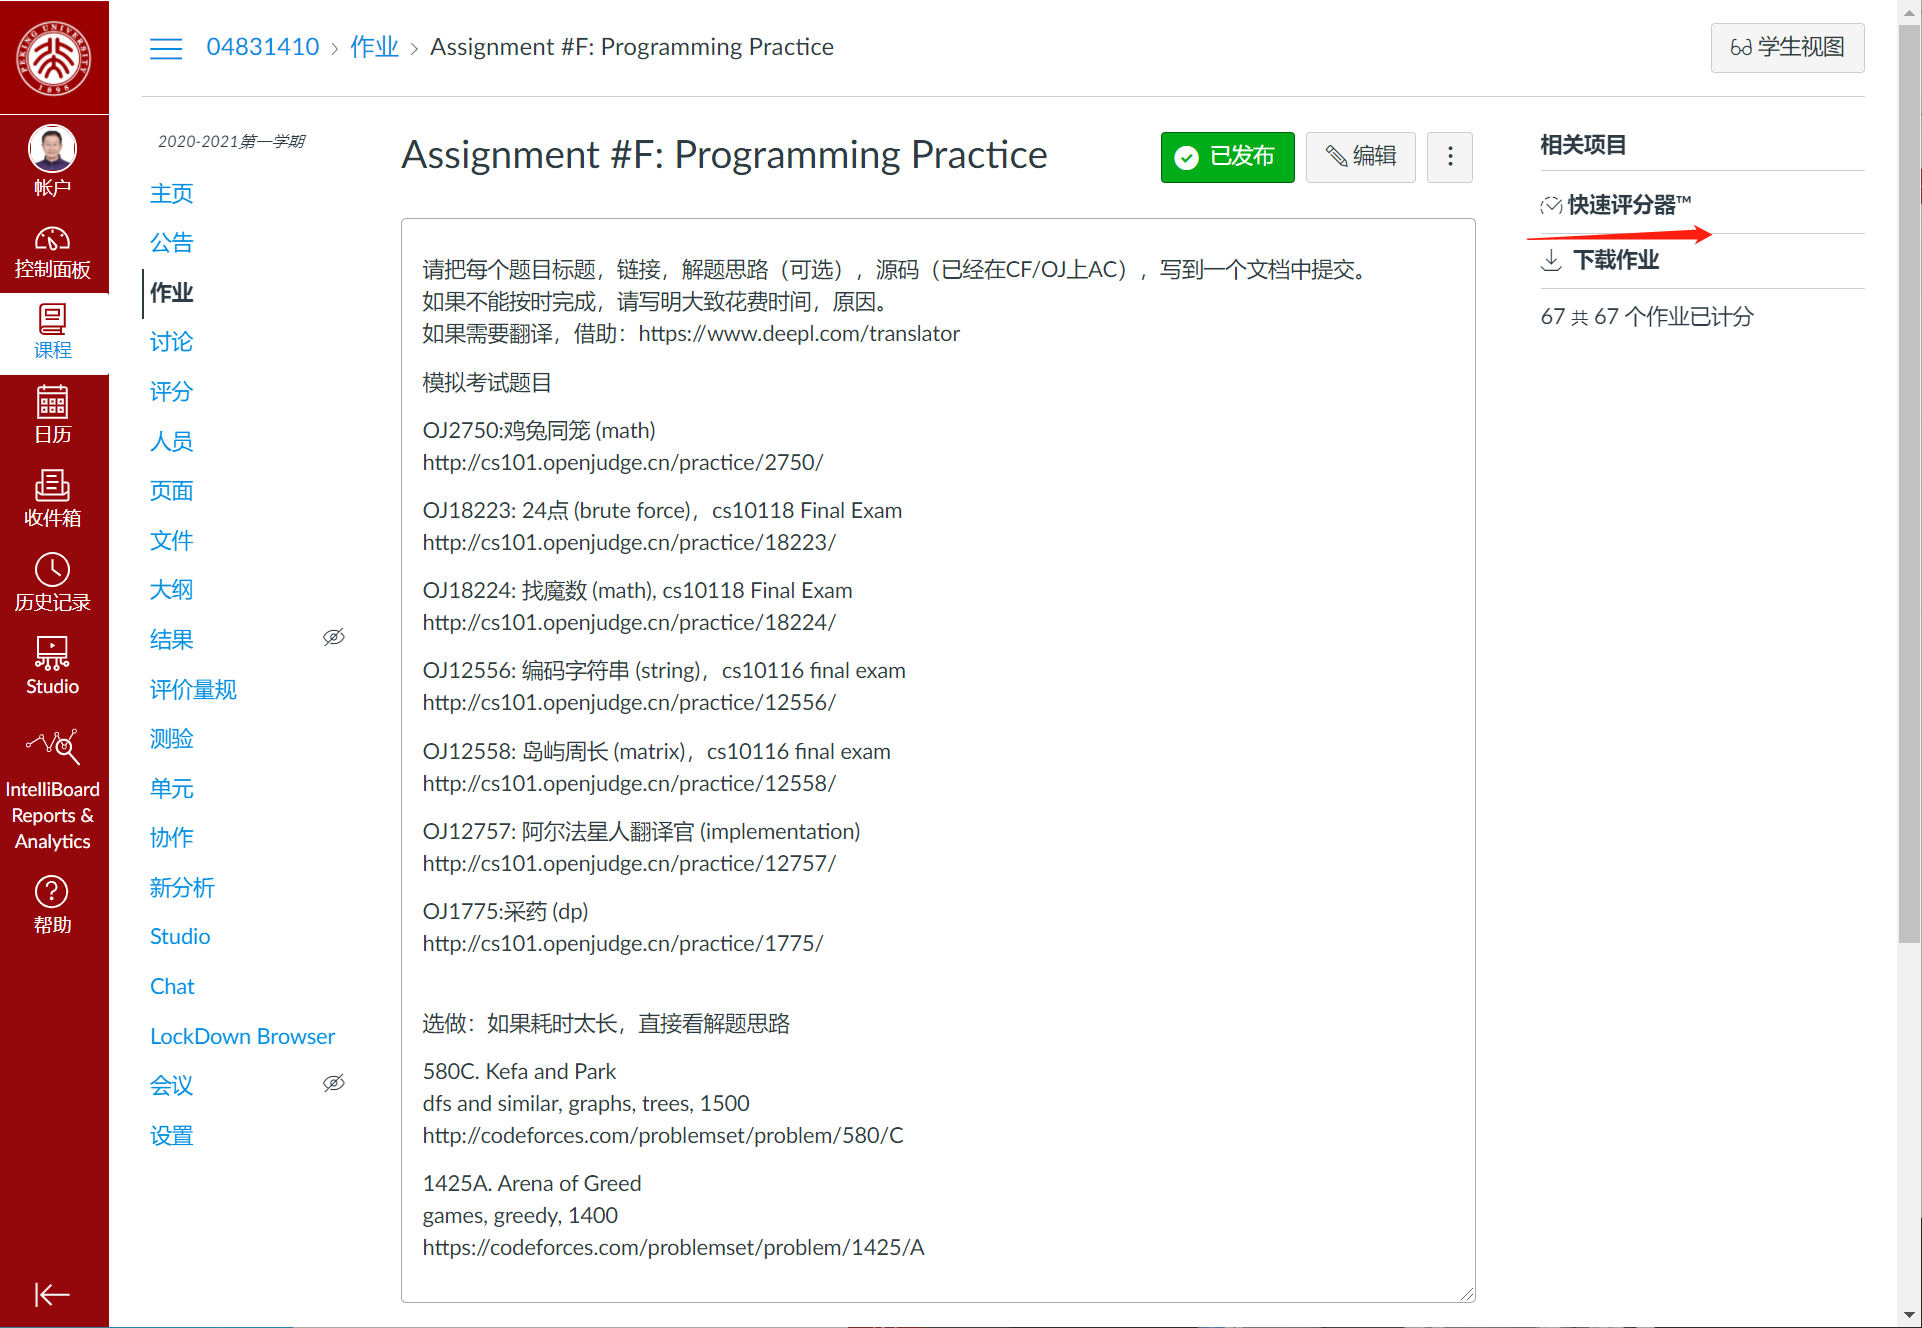 PEKING UNIVERSITY
1898
帐户
控制面板
课程
日历
收件箱
历史记录
Studio
IntelliBoard
Reports &
Analytics
帮助
04831410 › 作业 › Assignment #F: Programming Practice
学生视图
2020-2021第一学期
主页
公告
作业
讨论
评分
人员
页面
文件
大纲
结果
评价量规
测验
单元
协作
新分析
Studio
Chat
LockDown Browser
会议
设置
Assignment #F: Programming Practice
已发布
编辑
请把每个题目标题，链接，解题思路（可选），源码（已经在CF/OJ上AC），写到一个文档中提交。
如果不能按时完成，请写明大致花费时间，原因。
如果需要翻译，借助：https://www.deepl.com/translator
模拟考试题目
OJ2750:鸡兔同笼 (math)
http://cs101.openjudge.cn/practice/2750/
OJ18223: 24点 (brute force)，cs10118 Final Exam
http://cs101.openjudge.cn/practice/18223/
OJ18224: 找魔数 (math), cs10118 Final Exam
http://cs101.openjudge.cn/practice/18224/
OJ12556: 编码字符串 (string)，cs10116 final exam
http://cs101.openjudge.cn/practice/12556/
OJ12558: 岛屿周长 (matrix)，cs10116 final exam
http://cs101.openjudge.cn/practice/12558/
OJ12757: 阿尔法星人翻译官 (implementation)
http://cs101.openjudge.cn/practice/12757/
OJ1775:采药 (dp)
http://cs101.openjudge.cn/practice/1775/
选做：如果耗时太长，直接看解题思路
580C. Kefa and Park
dfs and similar, graphs, trees, 1500
http://codeforces.com/problemset/problem/580/C
1425A. Arena of Greed
games, greedy, 1400
https://codeforces.com/problemset/problem/1425/A
相关项目
快速评分器™
下载作业
67 共 67 个作业已计分